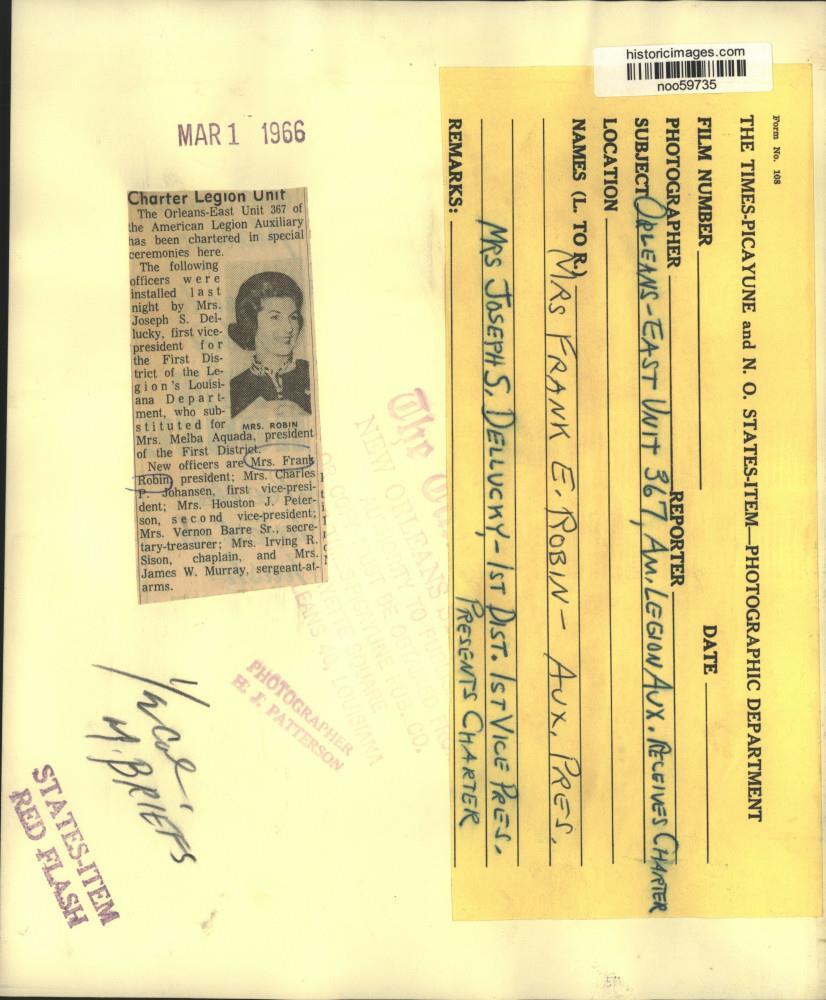 historicimages.com
noo59735
MAR 1 1966
Charter Legion Unit
The Orleans-East Unit 367 of
the American Legion Auxiliary
has been chartered in special
ceremonies here.
The following
officers were
installed last
night by Mrs.
Joseph S. Del-
lucky, first vice-
president for
the First Dis-
trict of the Le-
gion's Louisi-
ana Depart-
ment, who sub-
stituted for
MRS. ROBIN
Mrs. Melba Aquada, president
of the First District.
New officers are Mrs. Frank
Robin, president; Mrs. Charles
P. Johansen, first vice-presi-
dent; Mrs. Houston J. Peter-
son, second vice-president;
Mrs. Vernon Barre Sr., secre-
tary-treasurer; Mrs. Irving R.
Sison, chaplain, and Mrs.
James W. Murray, sergeant-at-
arms.
Form No. 108
THE TIMES-PICAYUNE and N. O. STATES-ITEM—PHOTOGRAPHIC DEPARTMENT
FILM NUMBER DATE
PHOTOGRAPHER REPORTER
SUBJECT ORLEANS-EAST UNIT 367, AM. LEGION AUX. RECEIVES CHARTER
LOCATION
NAMES (L. TO R.) MRS FRANK E. ROBIN - AUX. PRES.
MRS JOSEPH S. DELLUCKY - 1ST DIST. 1ST VICE PRES.
PRESENTS CHARTER
REMARKS:
NEW ORLEANS
LOUISIANA
PHOTOGRAPHER
H. J. PATTERSON
M. BRIEFS
STATES-ITEM
RED FLASH